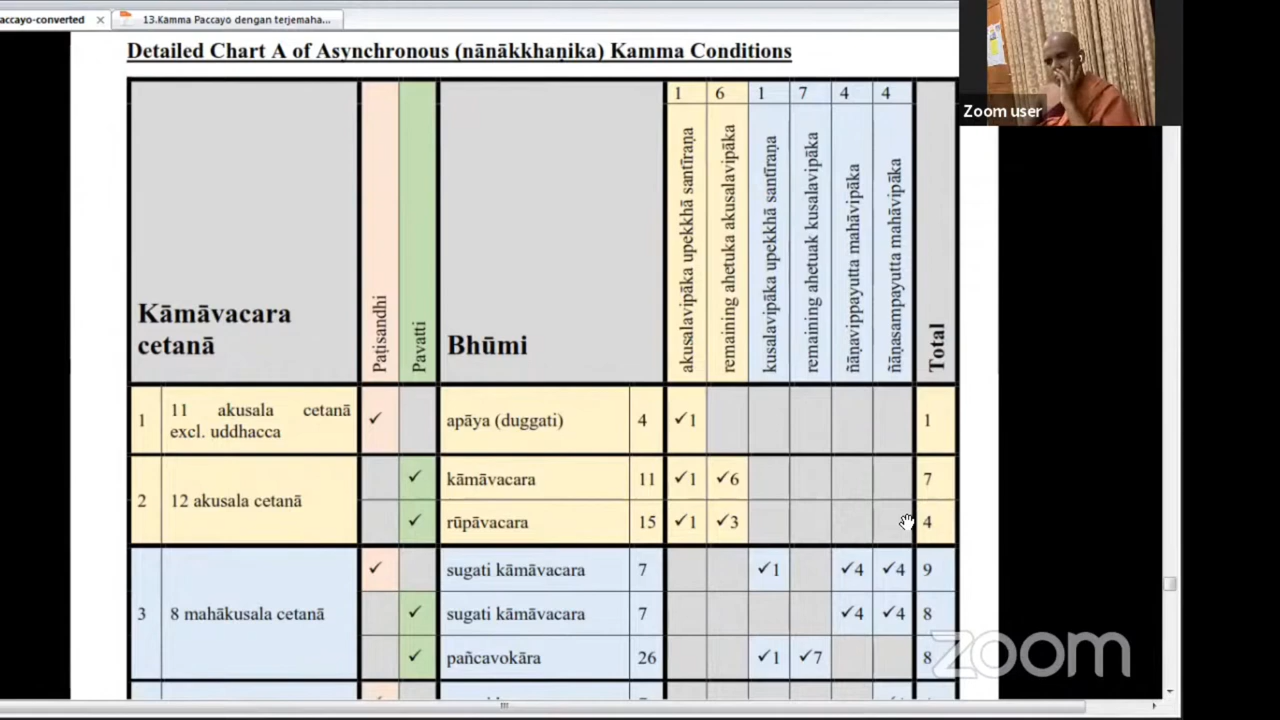 accayo-converted × 13.Kamma Paccayo dengan terjemaha...
Detailed Chart A of Asynchronous (nānākkhaṇika) Kamma Conditions
Zoom user
1 6 1 7 4 4
Kāmāvacara cetanā
Paṭisandhi
Pavatti
Bhūmi
akusalavipāka upekkhā santīraṇa
remaining ahetuka akusalavipāka
kusalavipāka upekkhā santīraṇa
remaining ahetuak kusalavipāka
ñāṇavippayutta mahāvipāka
ñāṇasampayutta mahāvipāka
Total
1 11 akusala cetanā excl. uddhacca ✓ apāya (duggati) 4 ✓1 1
2 12 akusala cetanā ✓ kāmāvacara 11 ✓1 ✓6 7
✓ rūpāvacara 15 ✓1 ✓3 4
3 8 mahākusala cetanā ✓ sugati kāmāvacara 7 ✓1 ✓4 ✓4 9
✓ sugati kāmāvacara 7 ✓4 ✓4 8
✓ pañcavokāra 26 ✓1 ✓7 8
zoom